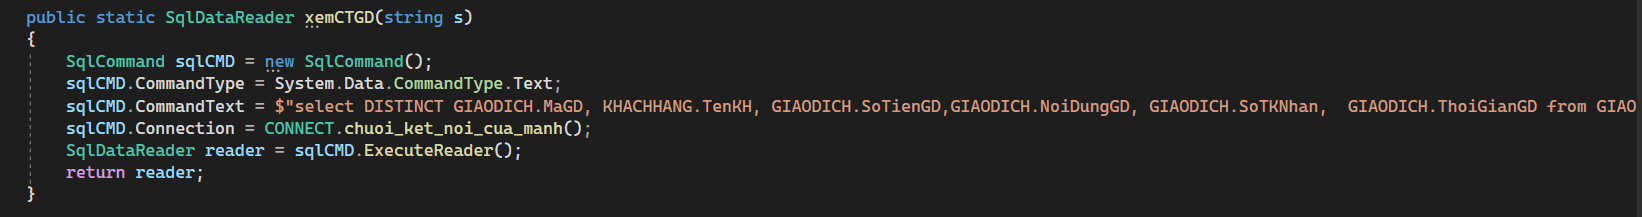 public static SqlDataReader xemCTGD(string s)
{
SqlCommand sqlCMD = new SqlCommand();
sqlCMD.CommandType = System.Data.CommandType.Text;
sqlCMD.CommandText = $"select DISTINCT GIAODICH.MaGD, KHACHHANG.TenKH, GIAODICH.SoTienGD,GIAODICH.NoiDungGD, GIAODICH.SoTKNhan,  GIAODICH.ThoiGianGD from GIAO
sqlCMD.Connection = CONNECT.chuoi_ket_noi_cua_manh();
SqlDataReader reader = sqlCMD.ExecuteReader();
return reader;
}